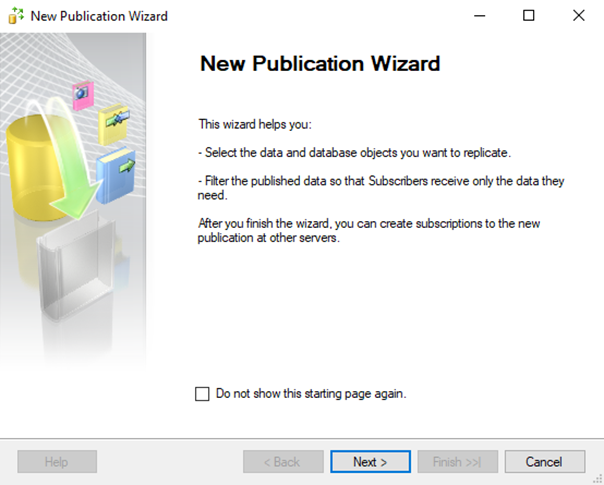 New Publication Wizard
New Publication Wizard
This wizard helps you:
- Select the data and database objects you want to replicate.
- Filter the published data so that Subscribers receive only the data they
need.
After you finish the wizard, you can create subscriptions to the new
publication at other servers.
Do not show this starting page again.
Help
< Back
Next >
Finish >>|
Cancel